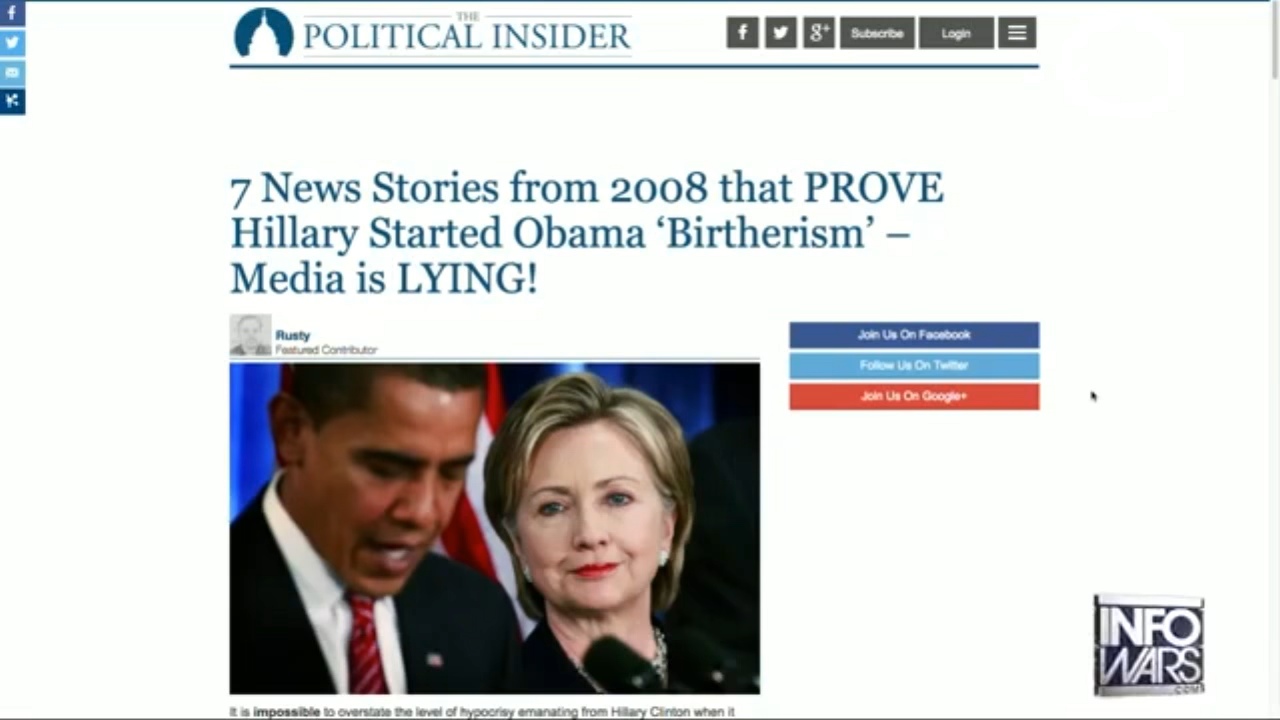 THE
POLITICAL INSIDER
f
g+
Subscribe
Login
7 News Stories from 2008 that PROVE
Hillary Started Obama ‘Birtherism’ –
Media is LYING!
Rusty
Featured Contributor
Join Us On Facebook
Follow Us On Twitter
Join Us On Google+
It is impossible to overstate the level of hypocrisy emanating from Hillary Clinton when it
INFO
WARS
.COM